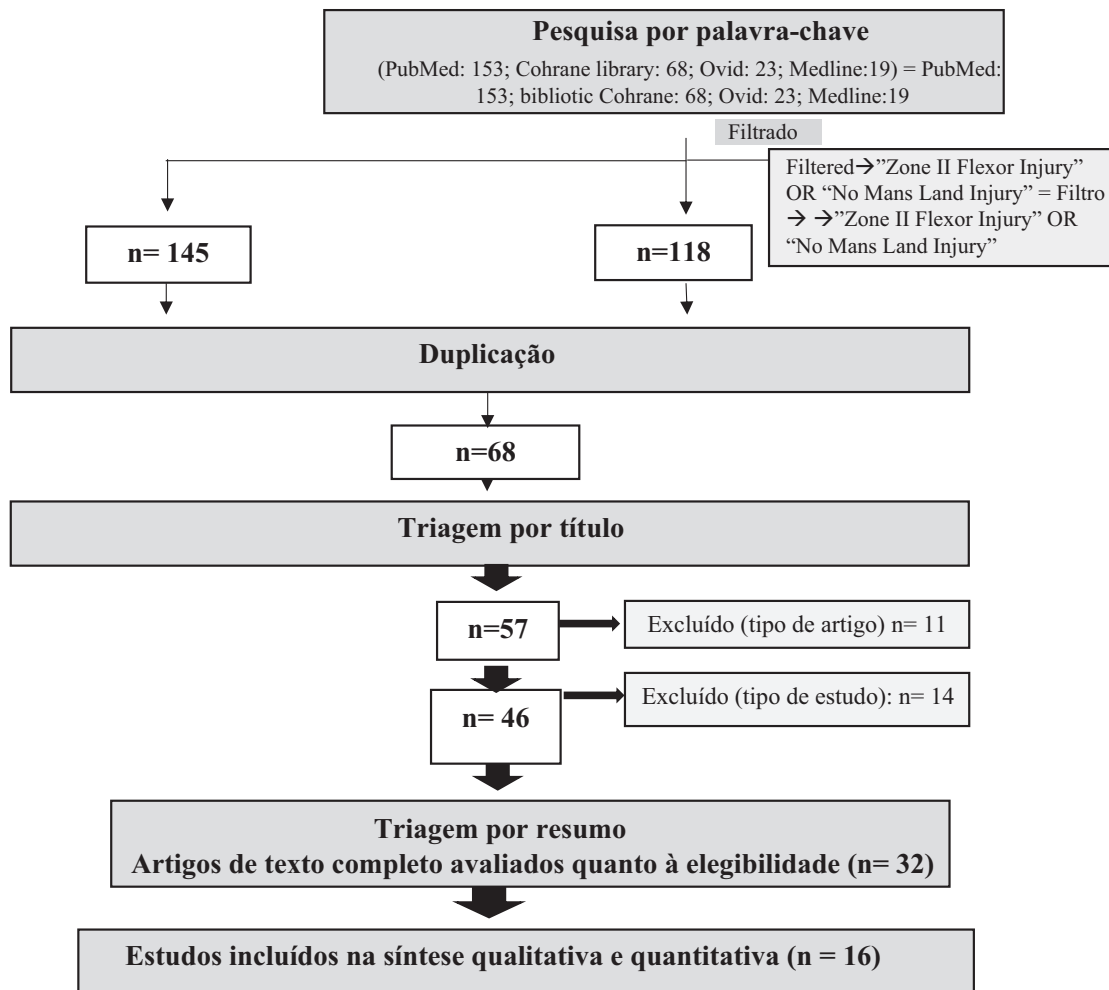 Pesquisa por palavra-chave
(PubMed: 153; Cohrane library: 68; Ovid: 23; Medline:19) = PubMed:
153; bibliotic Cohrane: 68; Ovid: 23; Medline:19
Filtrado
Filtered→”Zone II Flexor Injury”
OR “No Mans Land Injury” = Filtro
→ →”Zone II Flexor Injury” OR
“No Mans Land Injury”
n= 145
n=118
Duplicação
n=68
Triagem por título
n=57
Excluído (tipo de artigo) n= 11
n= 46
Excluído (tipo de estudo): n= 14
Triagem por resumo
Artigos de texto completo avaliados quanto à elegibilidade (n= 32)
Estudos incluídos na síntese qualitativa e quantitativa (n = 16)